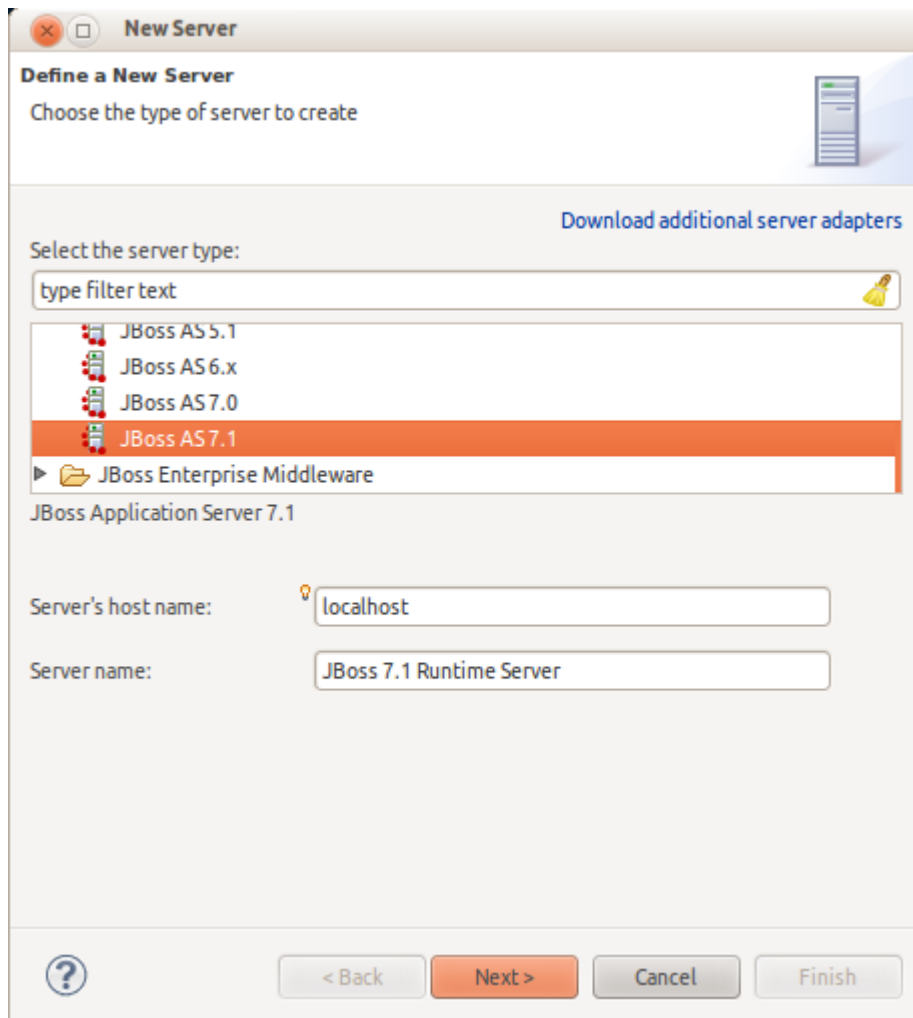 New Server
Define a New Server
Choose the type of server to create
Download additional server adapters
Select the server type:
type filter text
JBoss AS 5.1
JBoss AS 6.x
JBoss AS 7.0
JBoss AS 7.1
JBoss Enterprise Middleware
JBoss Application Server 7.1
Server's host name:
localhost
Server name:
JBoss 7.1 Runtime Server
?
< Back
Next >
Cancel
Finish